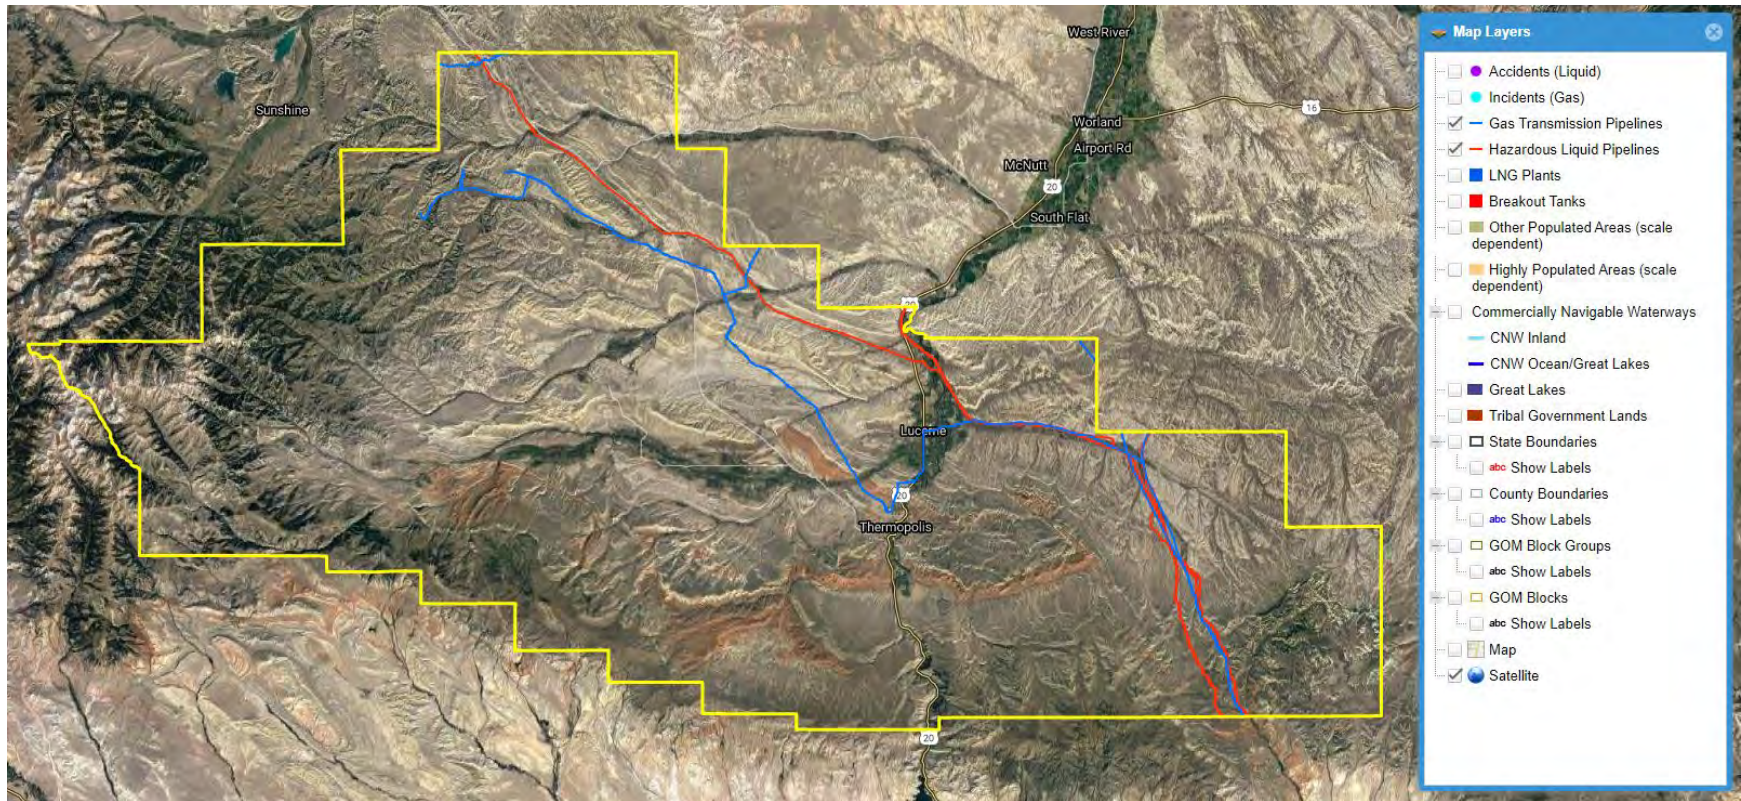 West River
Sunshine
16
Worland
Airport Rd
McNutt
20
South Flat
20
Lucerne
20
Thermopolis
20
Map Layers
Accidents (Liquid)
Incidents (Gas)
Gas Transmission Pipelines
Hazardous Liquid Pipelines
LNG Plants
Breakout Tanks
Other Populated Areas (scale
dependent)
Highly Populated Areas (scale
dependent)
Commercially Navigable Waterways
CNW Inland
CNW Ocean/Great Lakes
Great Lakes
Tribal Government Lands
State Boundaries
abc Show Labels
County Boundaries
abc Show Labels
GOM Block Groups
abc Show Labels
GOM Blocks
abc Show Labels
Map
Satellite